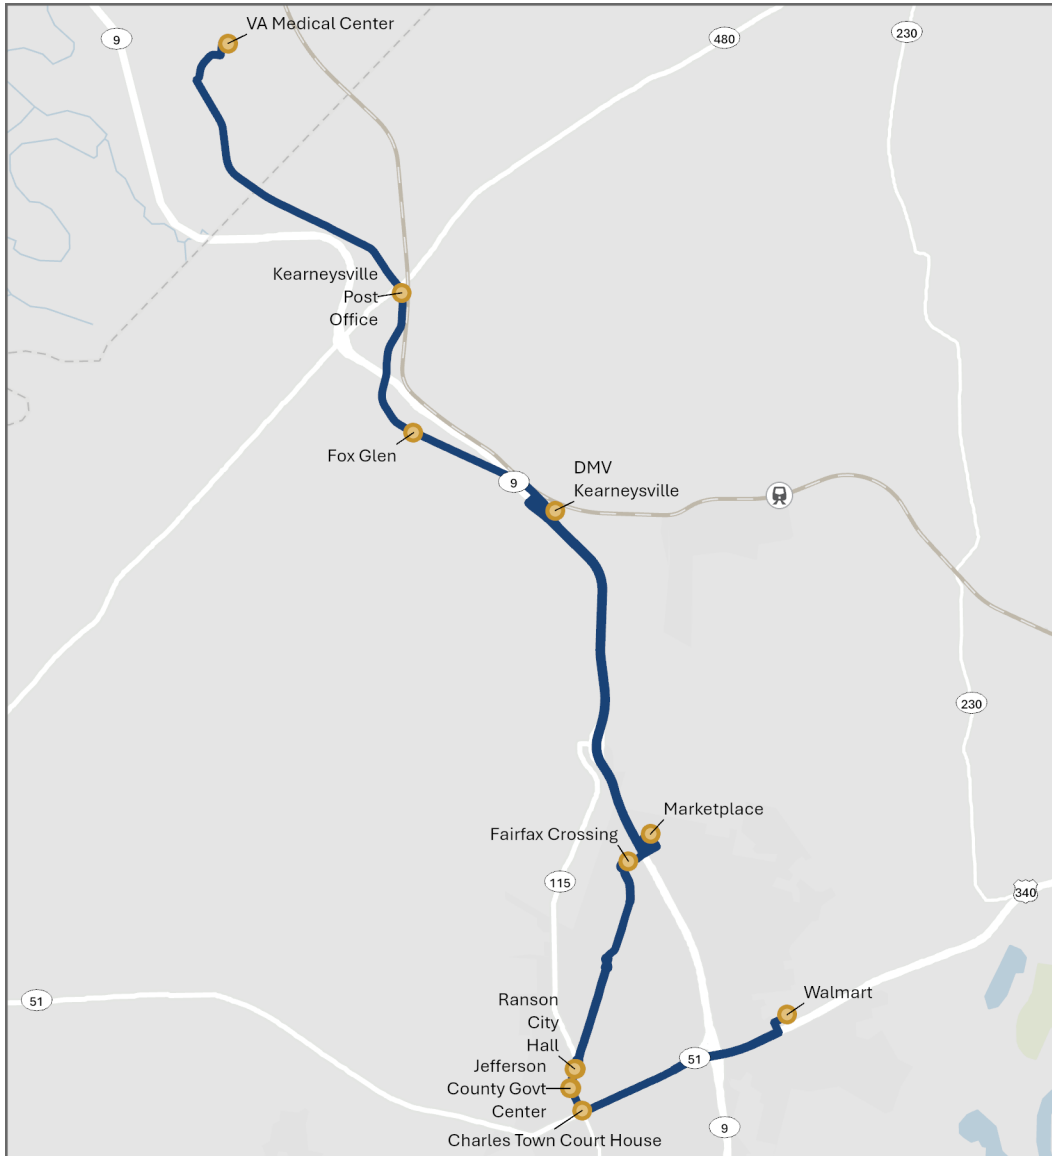 VA Medical Center
9
480
230
Kearneysville
Post
Office
Fox Glen
9
DMV
Kearneysville
230
Marketplace
Fairfax Crossing
115
340
51
Walmart
Ranson
City
Hall
Jefferson
County Govt
Center
51
Charles Town Court House
9